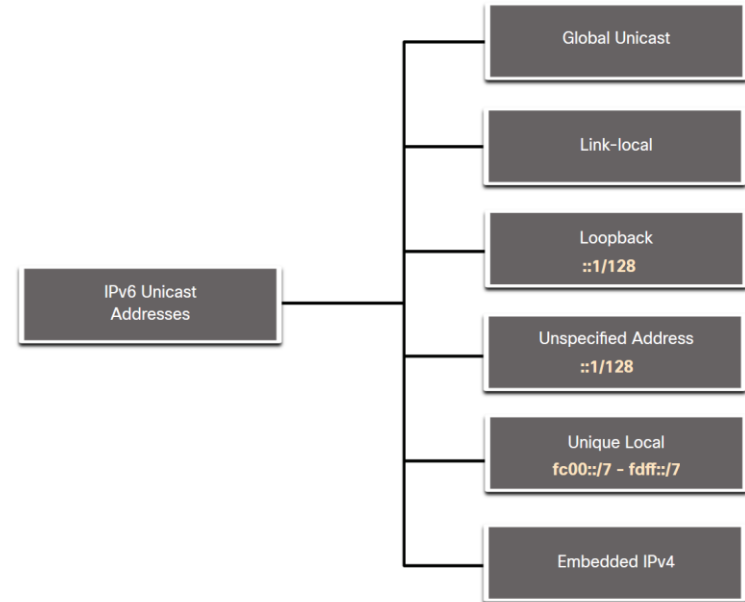 Global Unicast
Link-local
Loopback
::1/128
IPv6 Unicast
Addresses
Unspecified Address
::1/128
Unique Local
fc00::/7 - fdff::/7
Embedded IPv4